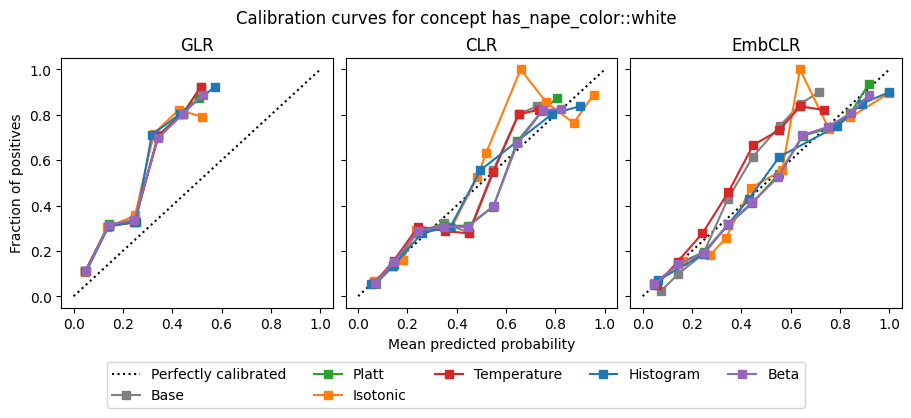 Calibration curves for concept has_nape_color::white
GLR
CLR
EmbCLR
Fraction of positives
1.0
0.8
0.6
0.4
0.2
0.0
0.0 0.2 0.4 0.6 0.8 1.0
0.0 0.2 0.4 0.6 0.8 1.0
0.0 0.2 0.4 0.6 0.8 1.0
Mean predicted probability
Perfectly calibrated Platt Temperature Histogram Beta
Base Isotonic